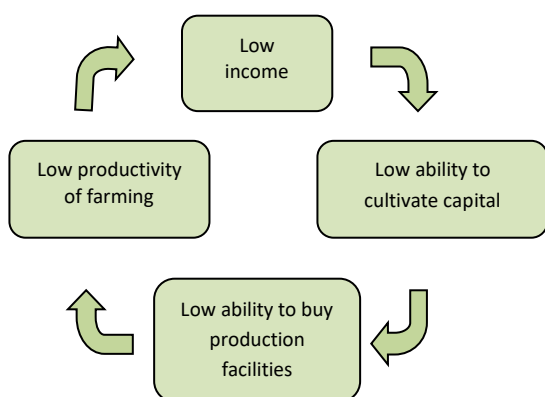 Low
income
Low ability to
cultivate capital
Low ability to buy
production
facilities
Low productivity
of farming